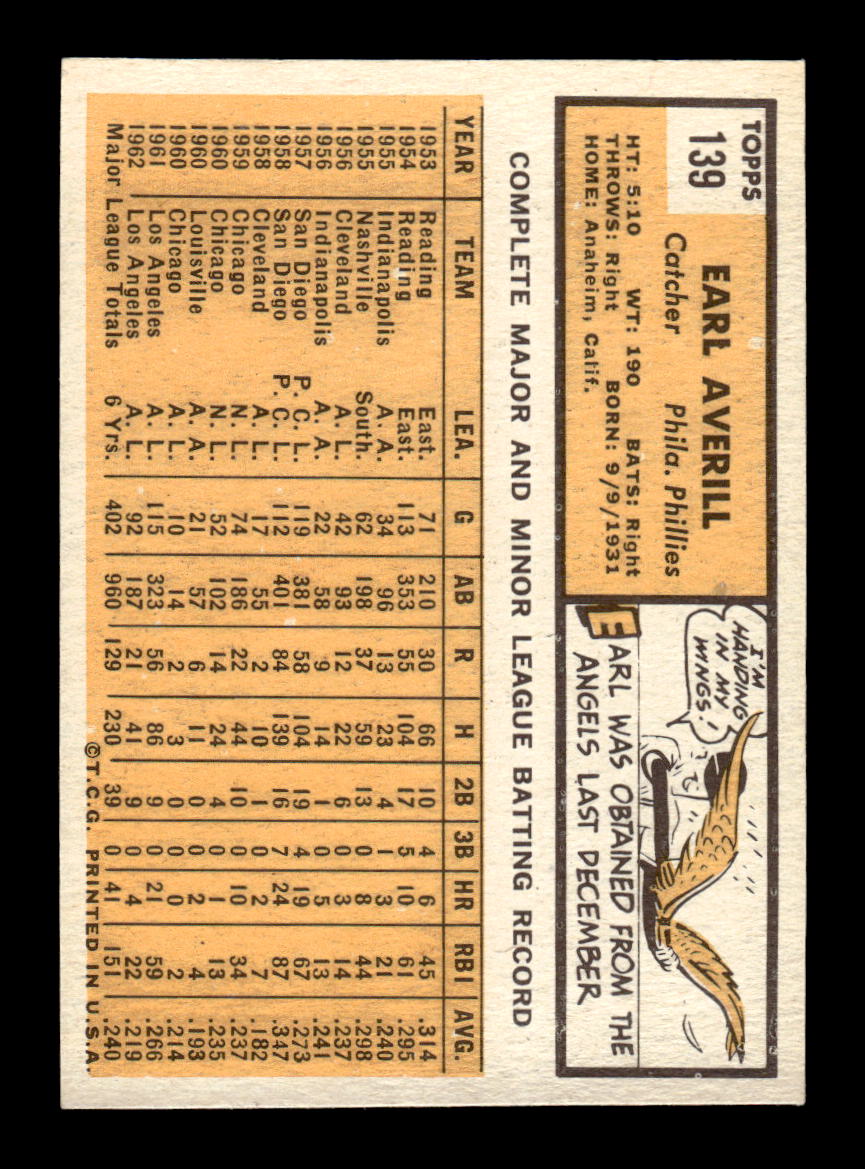 TOPPS
139
EARL AVERILL
Catcher Phila. Phillies
HT: 5:10 WT: 190 BATS: Right
THROWS: Right BORN: 9/9/1931
HOME: Anaheim, Calif.
I'M
HANDING
IN MY
WINGS!
EARL WAS OBTAINED FROM THE
ANGELS LAST DECEMBER
COMPLETE MAJOR AND MINOR LEAGUE BATTING RECORD
YEAR TEAM LEA. G AB R H 2B 3B HR RBI AVG.
1953 Reading East. 71 210 30 66 10 4 6 45 .314
1954 Reading East. 113 353 55 104 17 5 10 61 .295
1955 Indianapolis A. A. 34 96 13 23 4 1 3 21 .240
1955 Nashville South. 62 198 37 59 13 0 8 44 .298
1956 Cleveland A. L. 42 93 12 22 6 0 3 14 .237
1956 Indianapolis A. A. 22 58 9 14 1 0 5 13 .241
1957 San Diego P. C. L. 119 381 58 104 19 4 19 67 .273
1958 San Diego P. C. L. 112 401 84 139 16 7 24 87 .347
1958 Cleveland A. L. 17 55 2 10 1 0 2 7 .182
1959 Chicago N. L. 74 186 22 44 10 0 10 34 .237
1960 Chicago N. L. 52 102 14 24 4 0 1 13 .235
1960 Louisville A. A. 21 57 6 11 0 0 2 4 .193
1960 Chicago A. L. 10 14 2 3 0 0 0 2 .214
1961 Los Angeles A. L. 115 323 56 86 9 0 21 59 .266
1962 Los Angeles A. L. 92 187 21 41 9 0 4 22 .219
Major League Totals 6 Yrs. 402 960 129 230 39 0 41 151 .240
©T.C.G. PRINTED IN U.S.A.